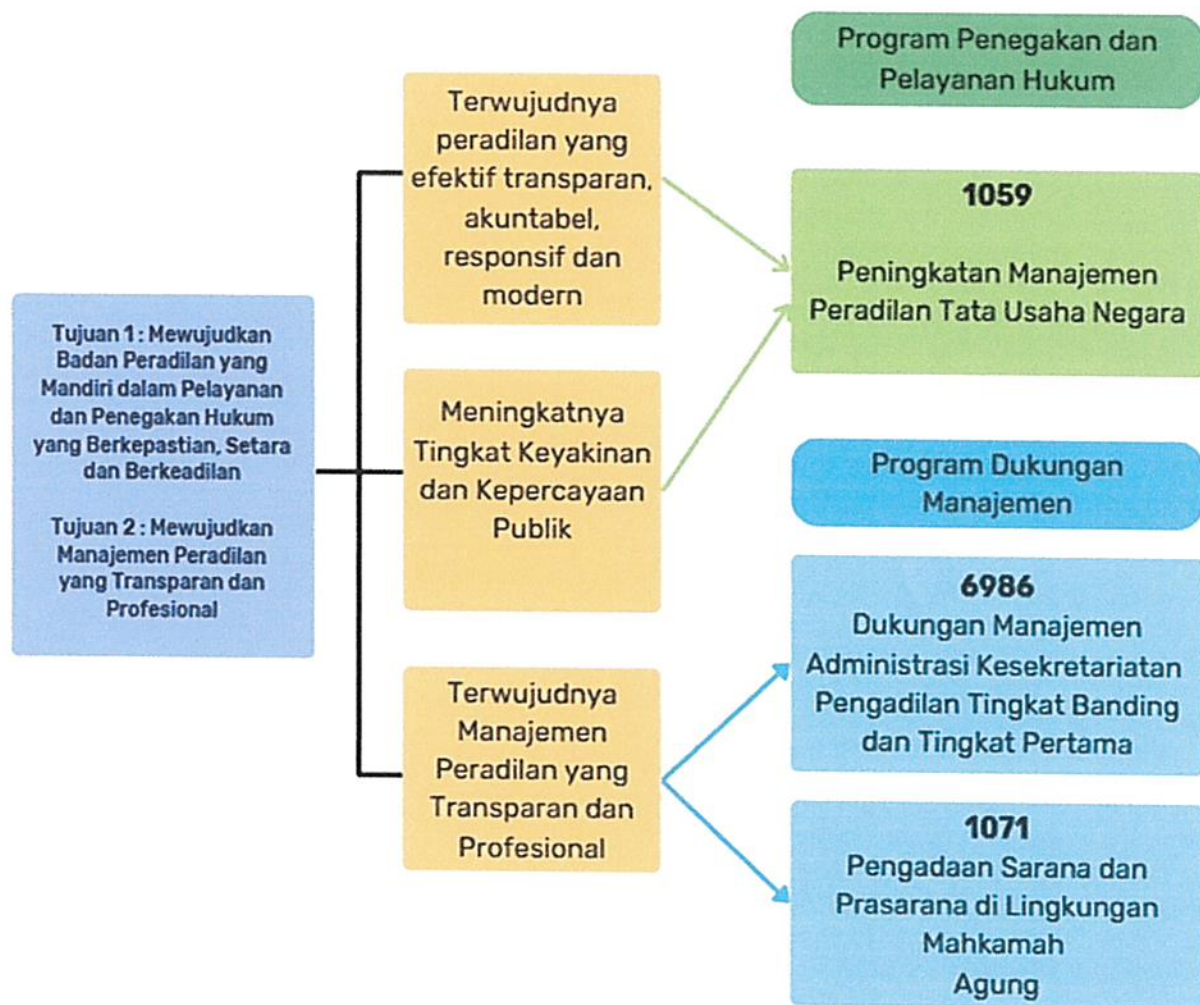 Tujuan 1 : Mewujudkan
Badan Peradilan yang
Mandiri dalam Pelayanan
dan Penegakan Hukum
yang Berkepastian, Setara
dan Berkeadilan
Tujuan 2 : Mewujudkan
Manajemen Peradilan
yang Transparan dan
Profesional
Terwujudnya
peradilan yang
efektif transparan,
akuntabel,
responsif dan
modern
Meningkatnya
Tingkat Keyakinan
dan Kepercayaan
Publik
Terwujudnya
Manajemen
Peradilan yang
Transparan dan
Profesional
Program Penegakan dan
Pelayanan Hukum
1059
Peningkatan Manajemen
Peradilan Tata Usaha Negara
Program Dukungan
Manajemen
6986
Dukungan Manajemen
Administrasi Kesekretariatan
Pengadilan Tingkat Banding
dan Tingkat Pertama
1071
Pengadaan Sarana dan
Prasarana di Lingkungan
Mahkamah
Agung